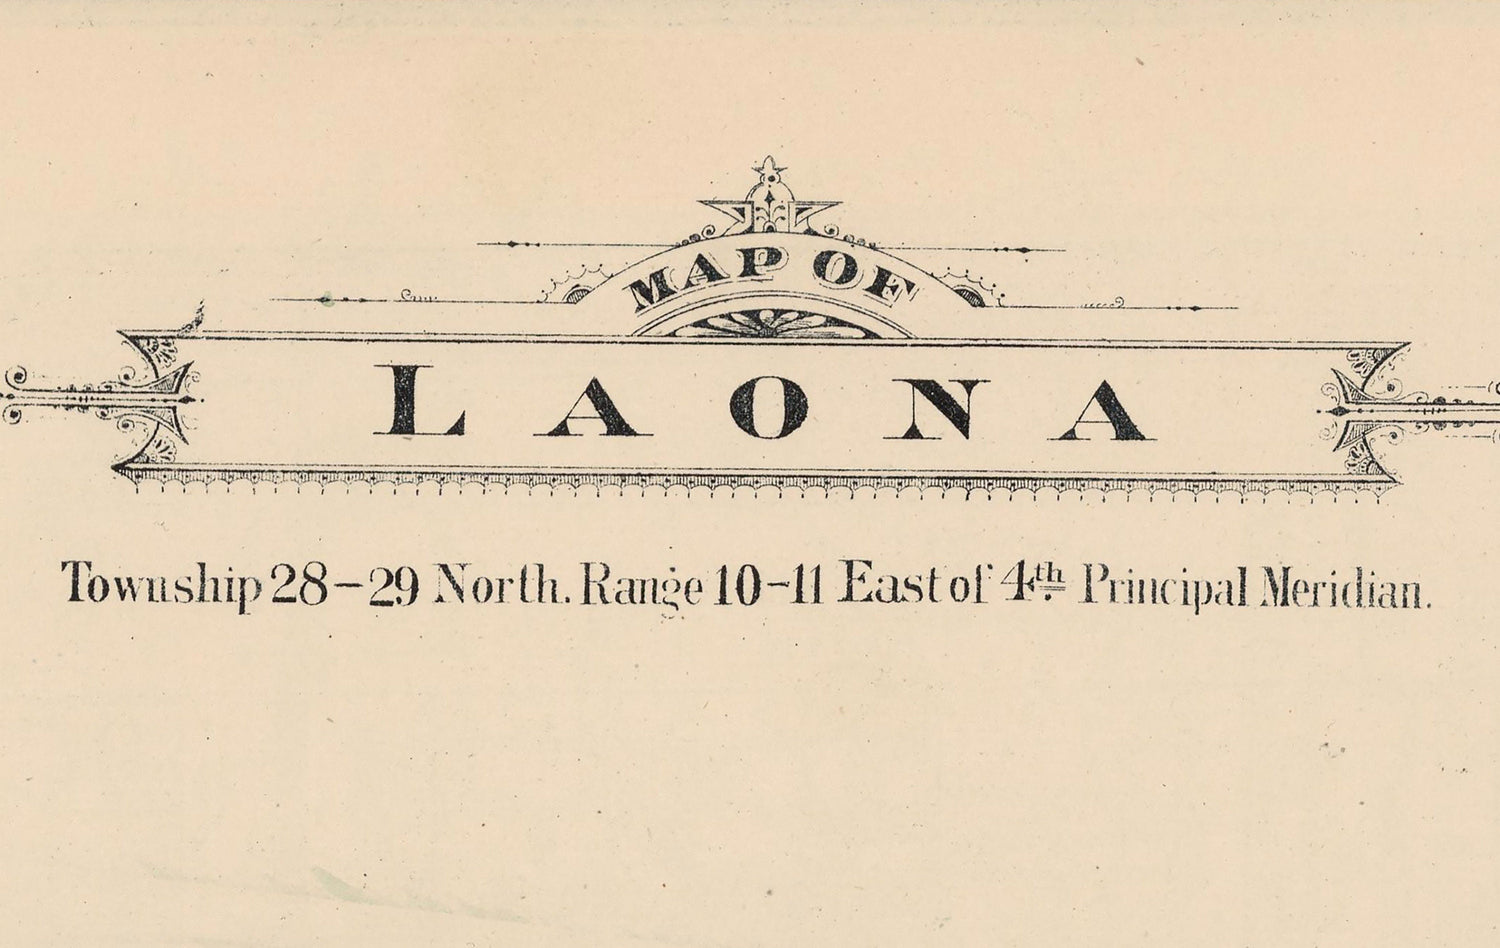 MAP OF
LAONA
Township 28-29 North. Range 10-11 East of 4th Principal Meridian.